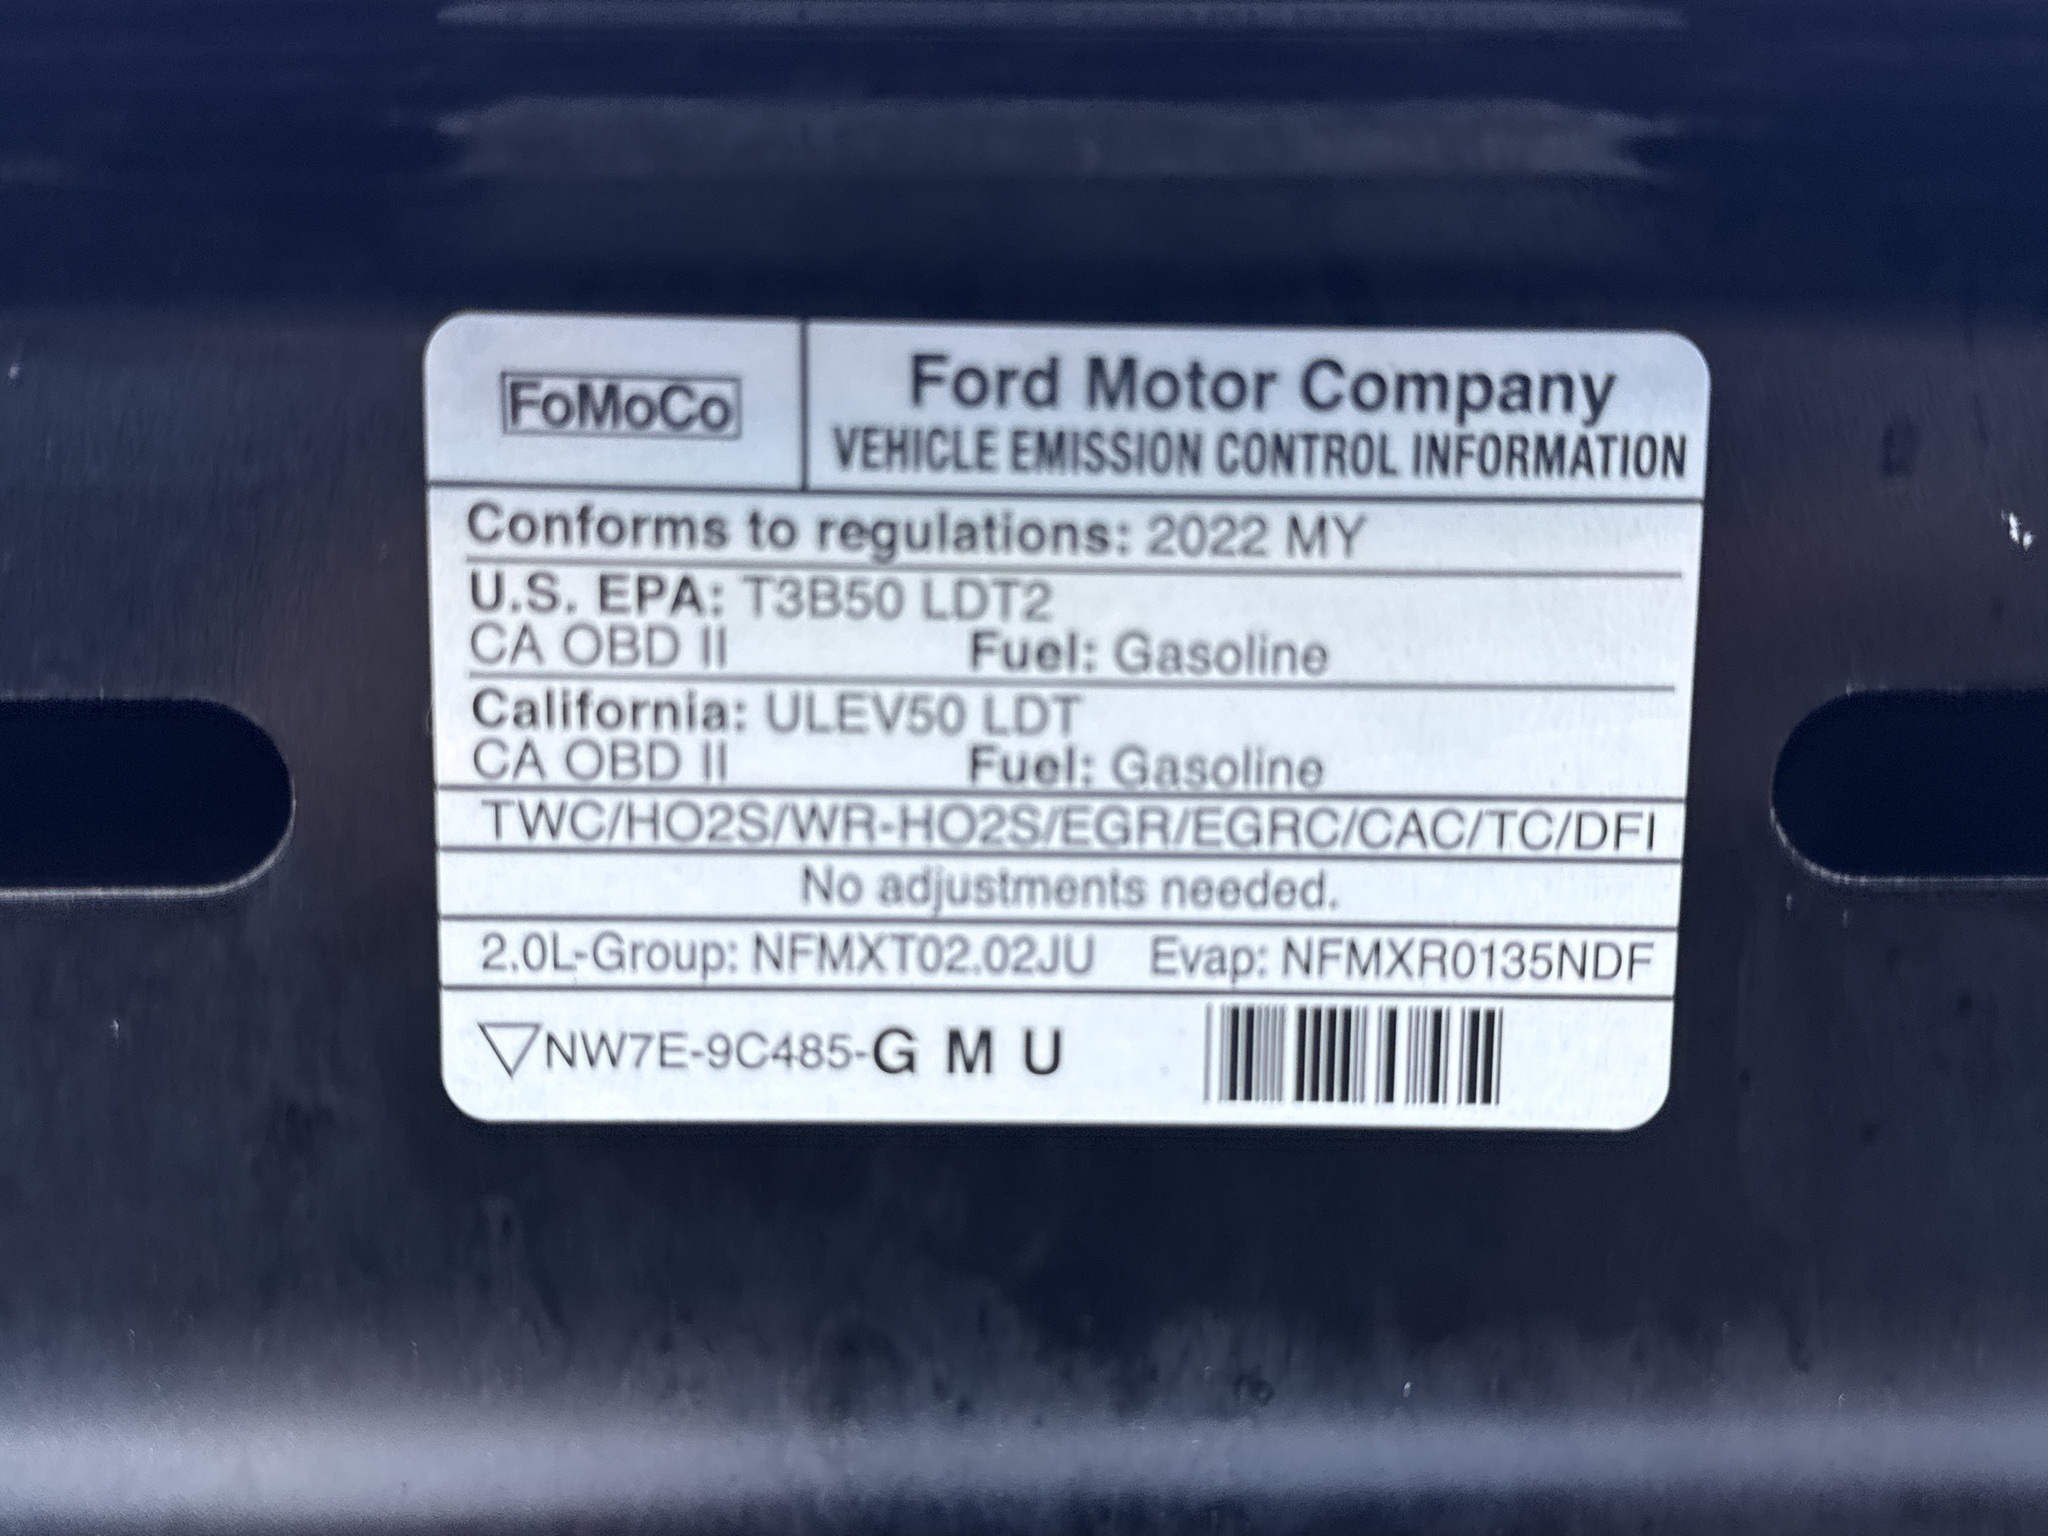 FoMoCo
Ford Motor Company
VEHICLE EMISSION CONTROL INFORMATION
Conforms to regulations: 2022 MY
U.S. EPA: T3B50 LDT2
CA OBD II Fuel: Gasoline
California: ULEV50 LDT
CA OBD II Fuel: Gasoline
TWC/HO2S/WR-HO2S/EGR/EGRC/CAC/TC/DFI
No adjustments needed.
2.0L-Group: NFMXT02.02JU Evap: NFMXR0135NDF
NW7E-9C485-G M U